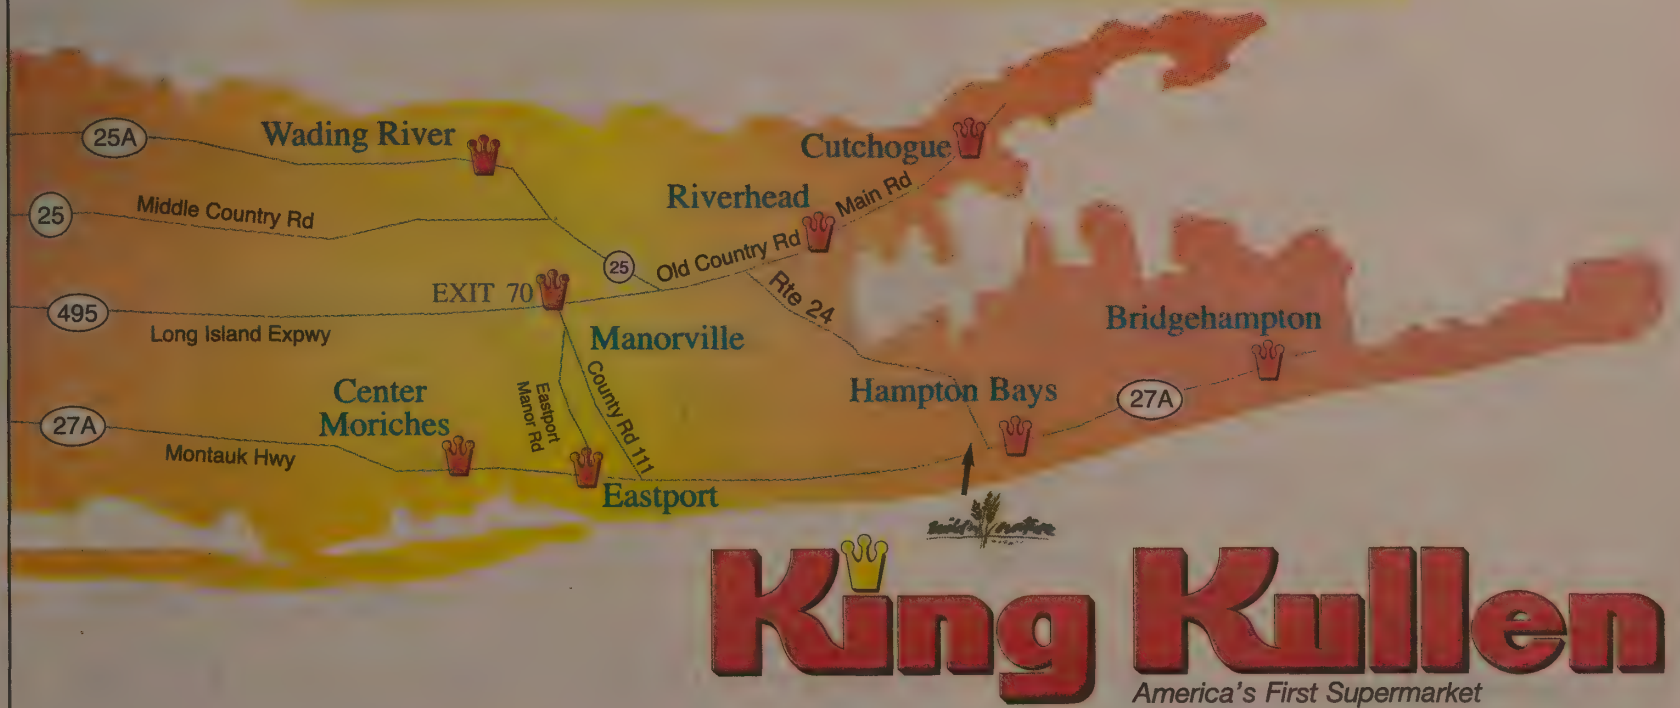 25A
Wading River
Cutchogue
Riverhead
Main Rd
25
Middle Country Rd
25
Old Country Rd
EXIT 70
Rte 24
495
Long Island Expwy
Manorville
Bridgehampton
Center
Moriches
Eastport
Manor Rd
County Rd 111
Hampton Bays
27A
27A
Montauk Hwy
Eastport
King Kullen
America's First Supermarket